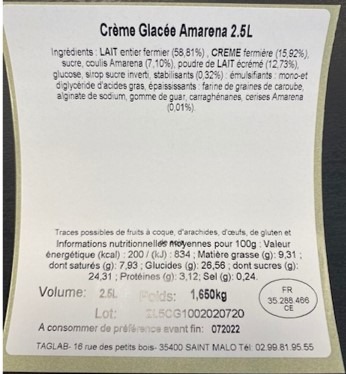 Crème Glacée Amarena 2.5L
Ingrédients : LAIT entier fermier (58,81%) , CREME fermière (15,92%),
sucre, coulis Amarena (7,10%), poudre de LAIT écrémé (12,73%),
glucose, sirop sucre inverti, stabilisants (0,32%) : émulsifiants : mono-et
diglycéride d'acides gras, épaississants : farine de graines de caroube,
alginate de sodium, gomme de guar, carraghénanes, cerises Amarena
(0,01%).
Traces possibles de fruits à coque, d'arachides, d'œufs, de gluten et
Informations nutritionnelles moyennes pour 100g : Valeur
énergétique (kcal) : 200 / (kJ) : 834 ; Matière grasse (g): 9,31 ;
dont saturés (g): 7,93 ; Glucides (g): 26,56 ; dont sucres (g):
24,31 ; Protéines (g): 3,12; Sel (g): 0,24.
Volume: 2.5L Poids: 1,650kg
FR
35.288.466
CE
Lot: 2L5CG1002020720
A consommer de préférence avant fin: 072022
TAGLAB- 16 rue des petits bois- 35400 SAINT MALO Tél: 02.99.81.95.55